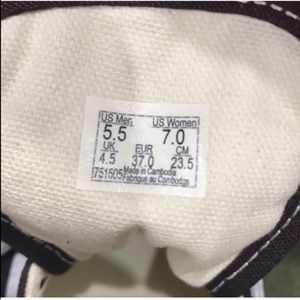 US Men US Women
5.5 7.0
UK EUR CM
4.5 37.0 23.5
751505 Made in Cambodia
Fabriqué au Cambodge